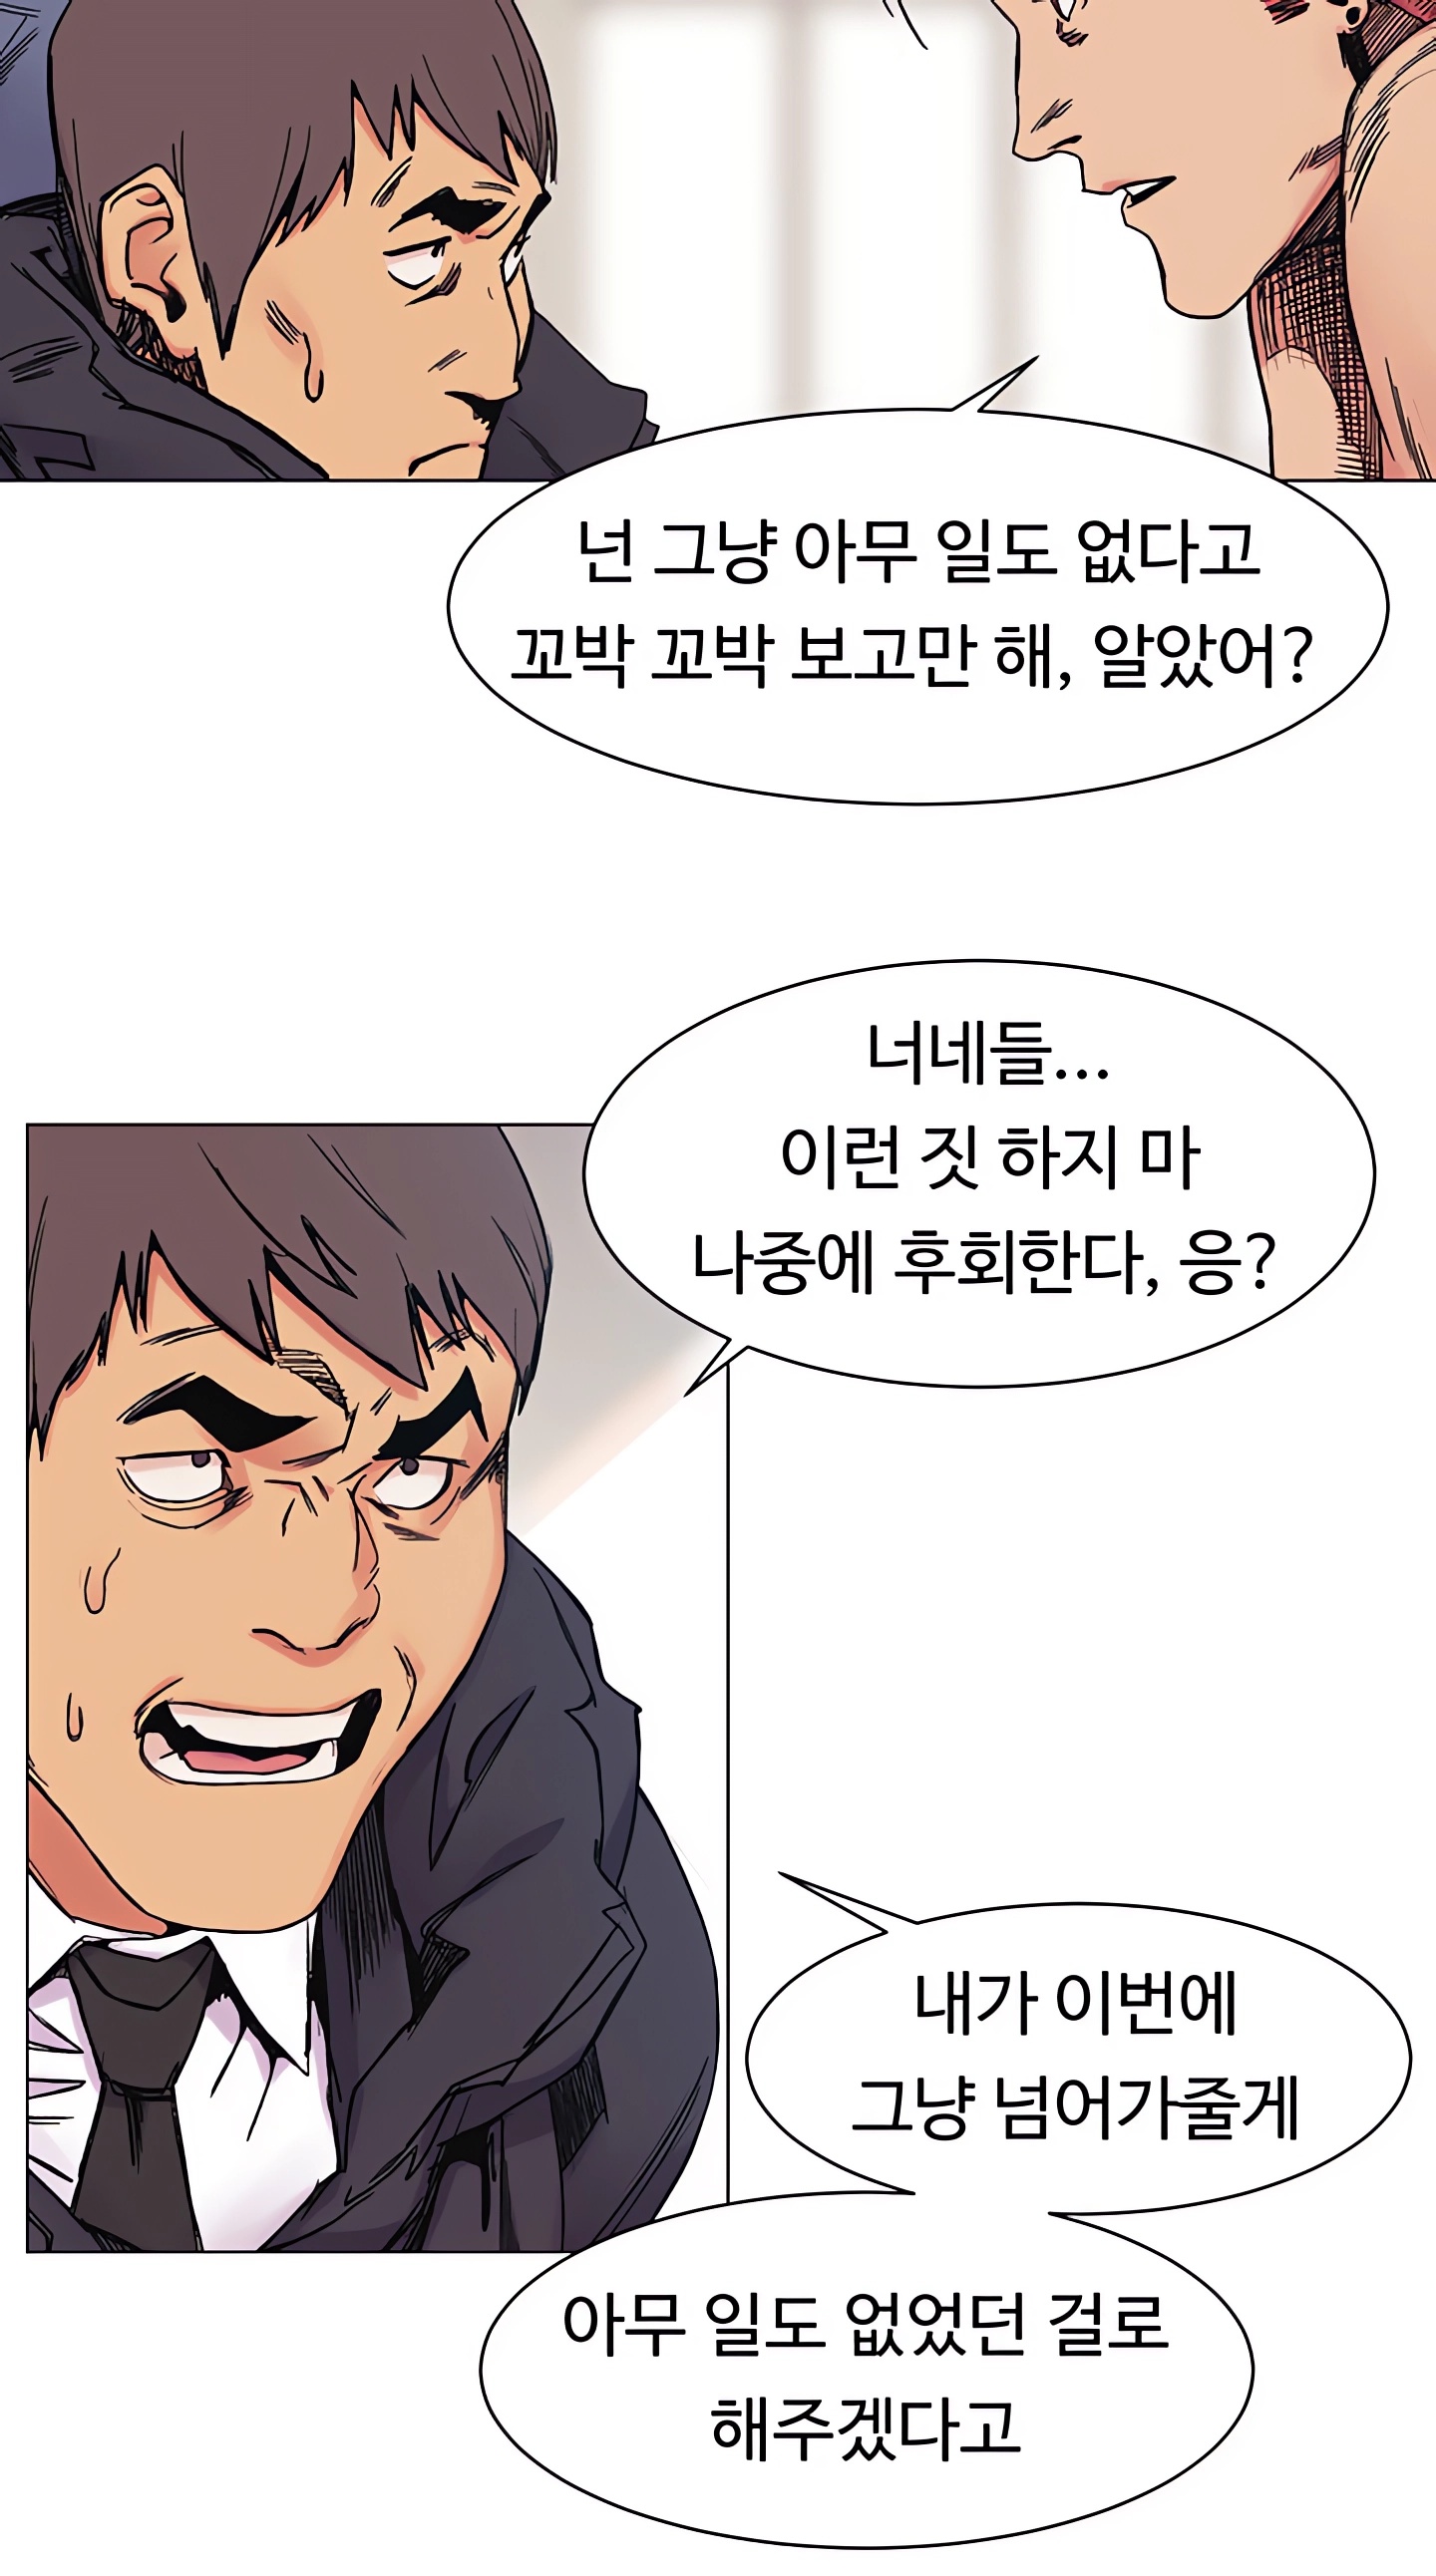 넌 그냥 아무 일도 없다고
꼬박 꼬박 보고만 해, 알았어?
너네들...
이런 짓 하지 마
나중에 후회한다, 응?
내가 이번에
그냥 넘어가줄게
아무 일도 없었던 걸로
해주겠다고